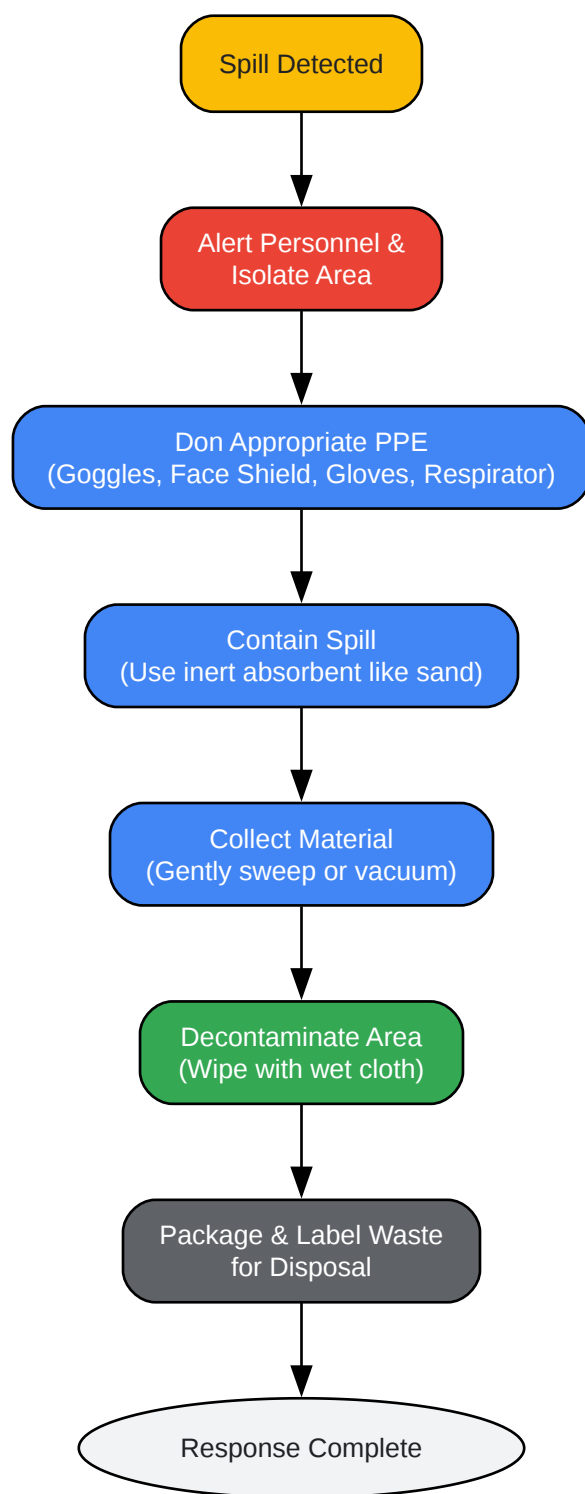 Spill Detected
Alert Personnel &
Isolate Area
Don Appropriate PPE
(Goggles, Face Shield, Gloves, Respirator)
Contain Spill
(Use inert absorbent like sand)
Collect Material
(Gently sweep or vacuum)
Decontaminate Area
(Wipe with wet cloth)
Package & Label Waste
for Disposal
Response Complete